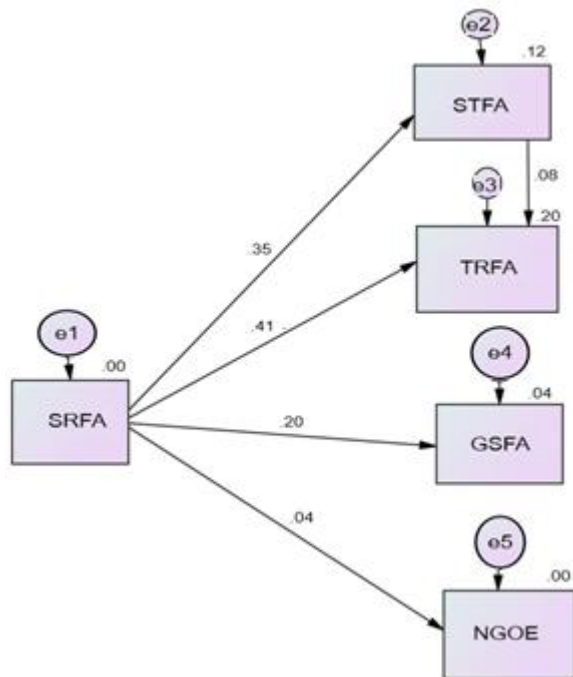 e2
.12
STFA
.08
e3
.20
TRFA
.35
.41
e1
.00
SRFA
e4
.04
GSFA
.20
.04
e5
.00
NGOE